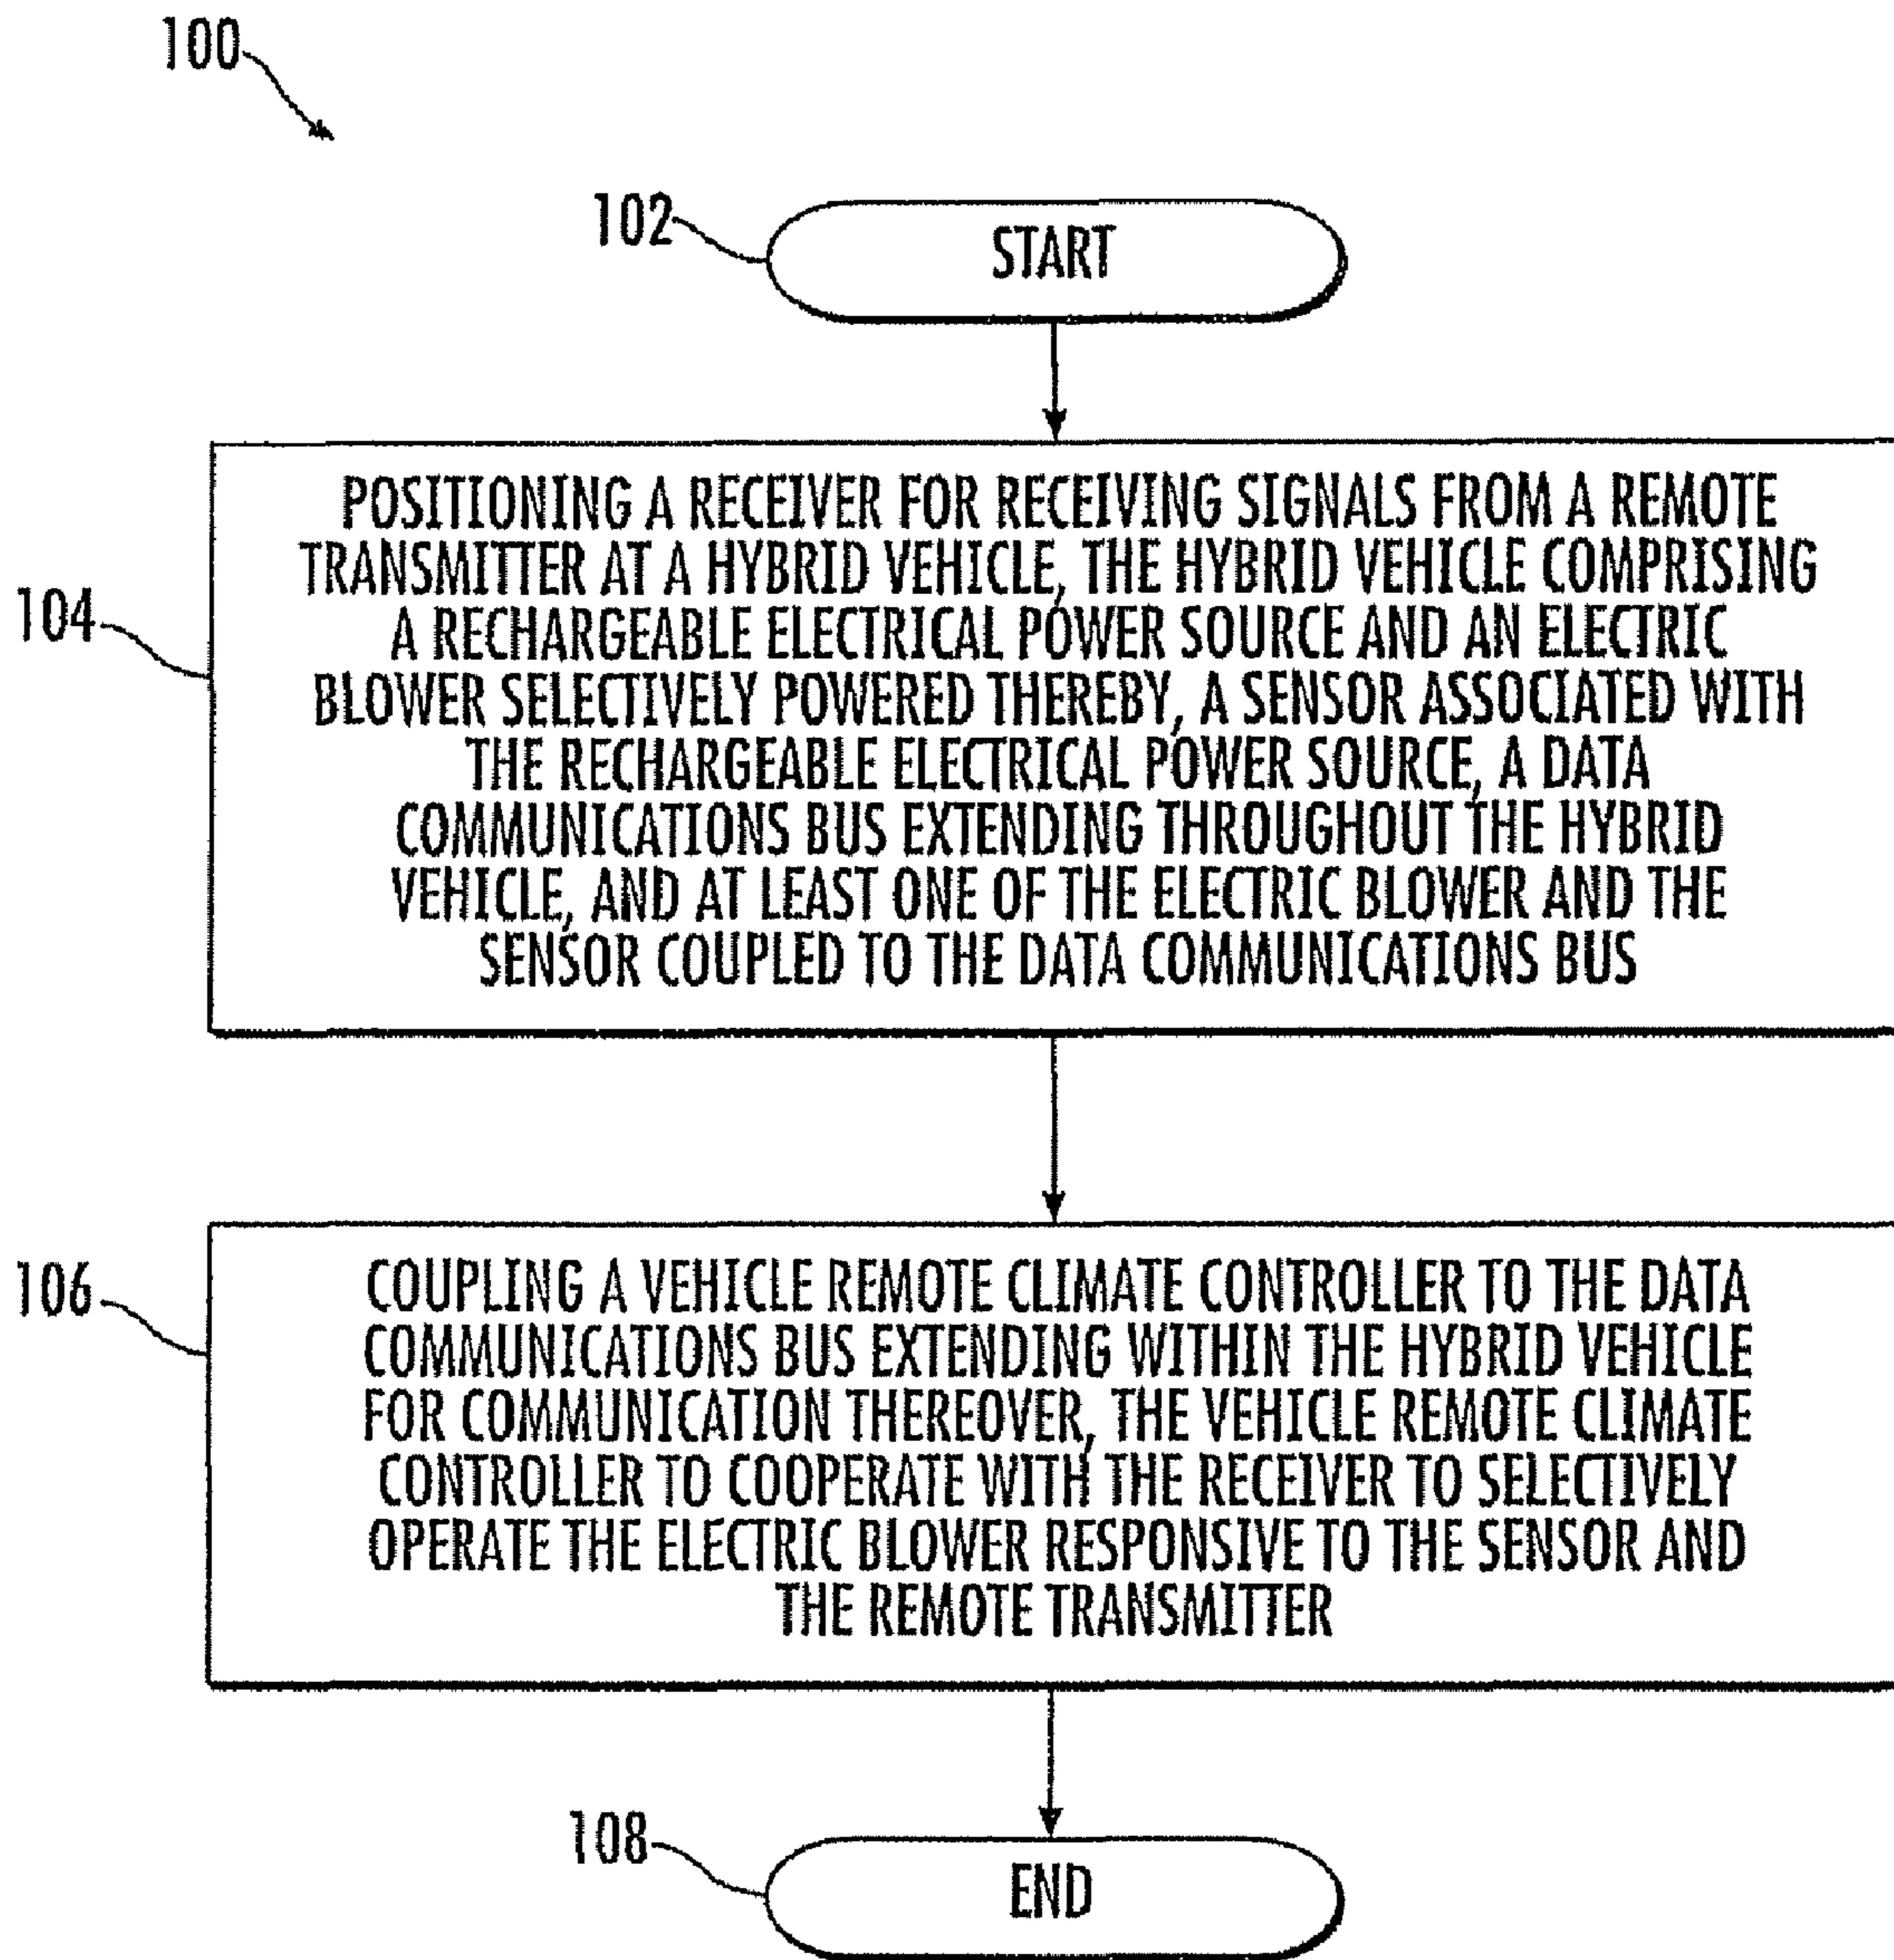 100
102
START
104
POSITIONING A RECEIVER FOR RECEIVING SIGNALS FROM A REMOTE
TRANSMITTER AT A HYBRID VEHICLE, THE HYBRID VEHICLE COMPRISING
A RECHARGEABLE ELECTRICAL POWER SOURCE AND AN ELECTRIC
BLOWER SELECTIVELY POWERED THEREBY, A SENSOR ASSOCIATED WITH
THE RECHARGEABLE ELECTRICAL POWER SOURCE, A DATA
COMMUNICATIONS BUS EXTENDING THROUGHOUT THE HYBRID
VEHICLE, AND AT LEAST ONE OF THE ELECTRIC BLOWER AND THE
SENSOR COUPLED TO THE DATA COMMUNICATIONS BUS
106
COUPLING A VEHICLE REMOTE CLIMATE CONTROLLER TO THE DATA
COMMUNICATIONS BUS EXTENDING WITHIN THE HYBRID VEHICLE
FOR COMMUNICATION THEREOVER, THE VEHICLE REMOTE CLIMATE
CONTROLLER TO COOPERATE WITH THE RECEIVER TO SELECTIVELY
OPERATE THE ELECTRIC BLOWER RESPONSIVE TO THE SENSOR AND
THE REMOTE TRANSMITTER
108
END